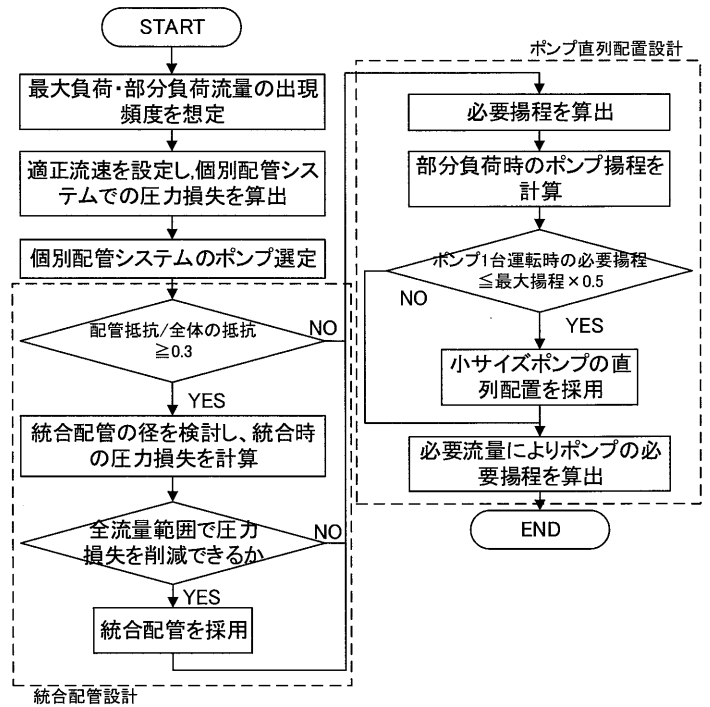 START
最大負荷・部分負荷流量の出現
頻度を想定
適正流速を設定し,個別配管シス
テムでの圧力損失を算出
個別配管システムのポンプ選定
配管抵抗/全体の抵抗
≧0.3
NO
YES
統合配管の径を検討し、統合時
の圧力損失を計算
全流量範囲で圧力
損失を削減できるか
NO
YES
統合配管を採用
統合配管設計
ポンプ直列配置設計
必要揚程を算出
部分負荷時のポンプ揚程を
計算
ポンプ1台運転時の必要揚程
≦最大揚程×0.5
NO
YES
小サイズポンプの直
列配置を採用
必要流量によりポンプの必
要揚程を算出
END